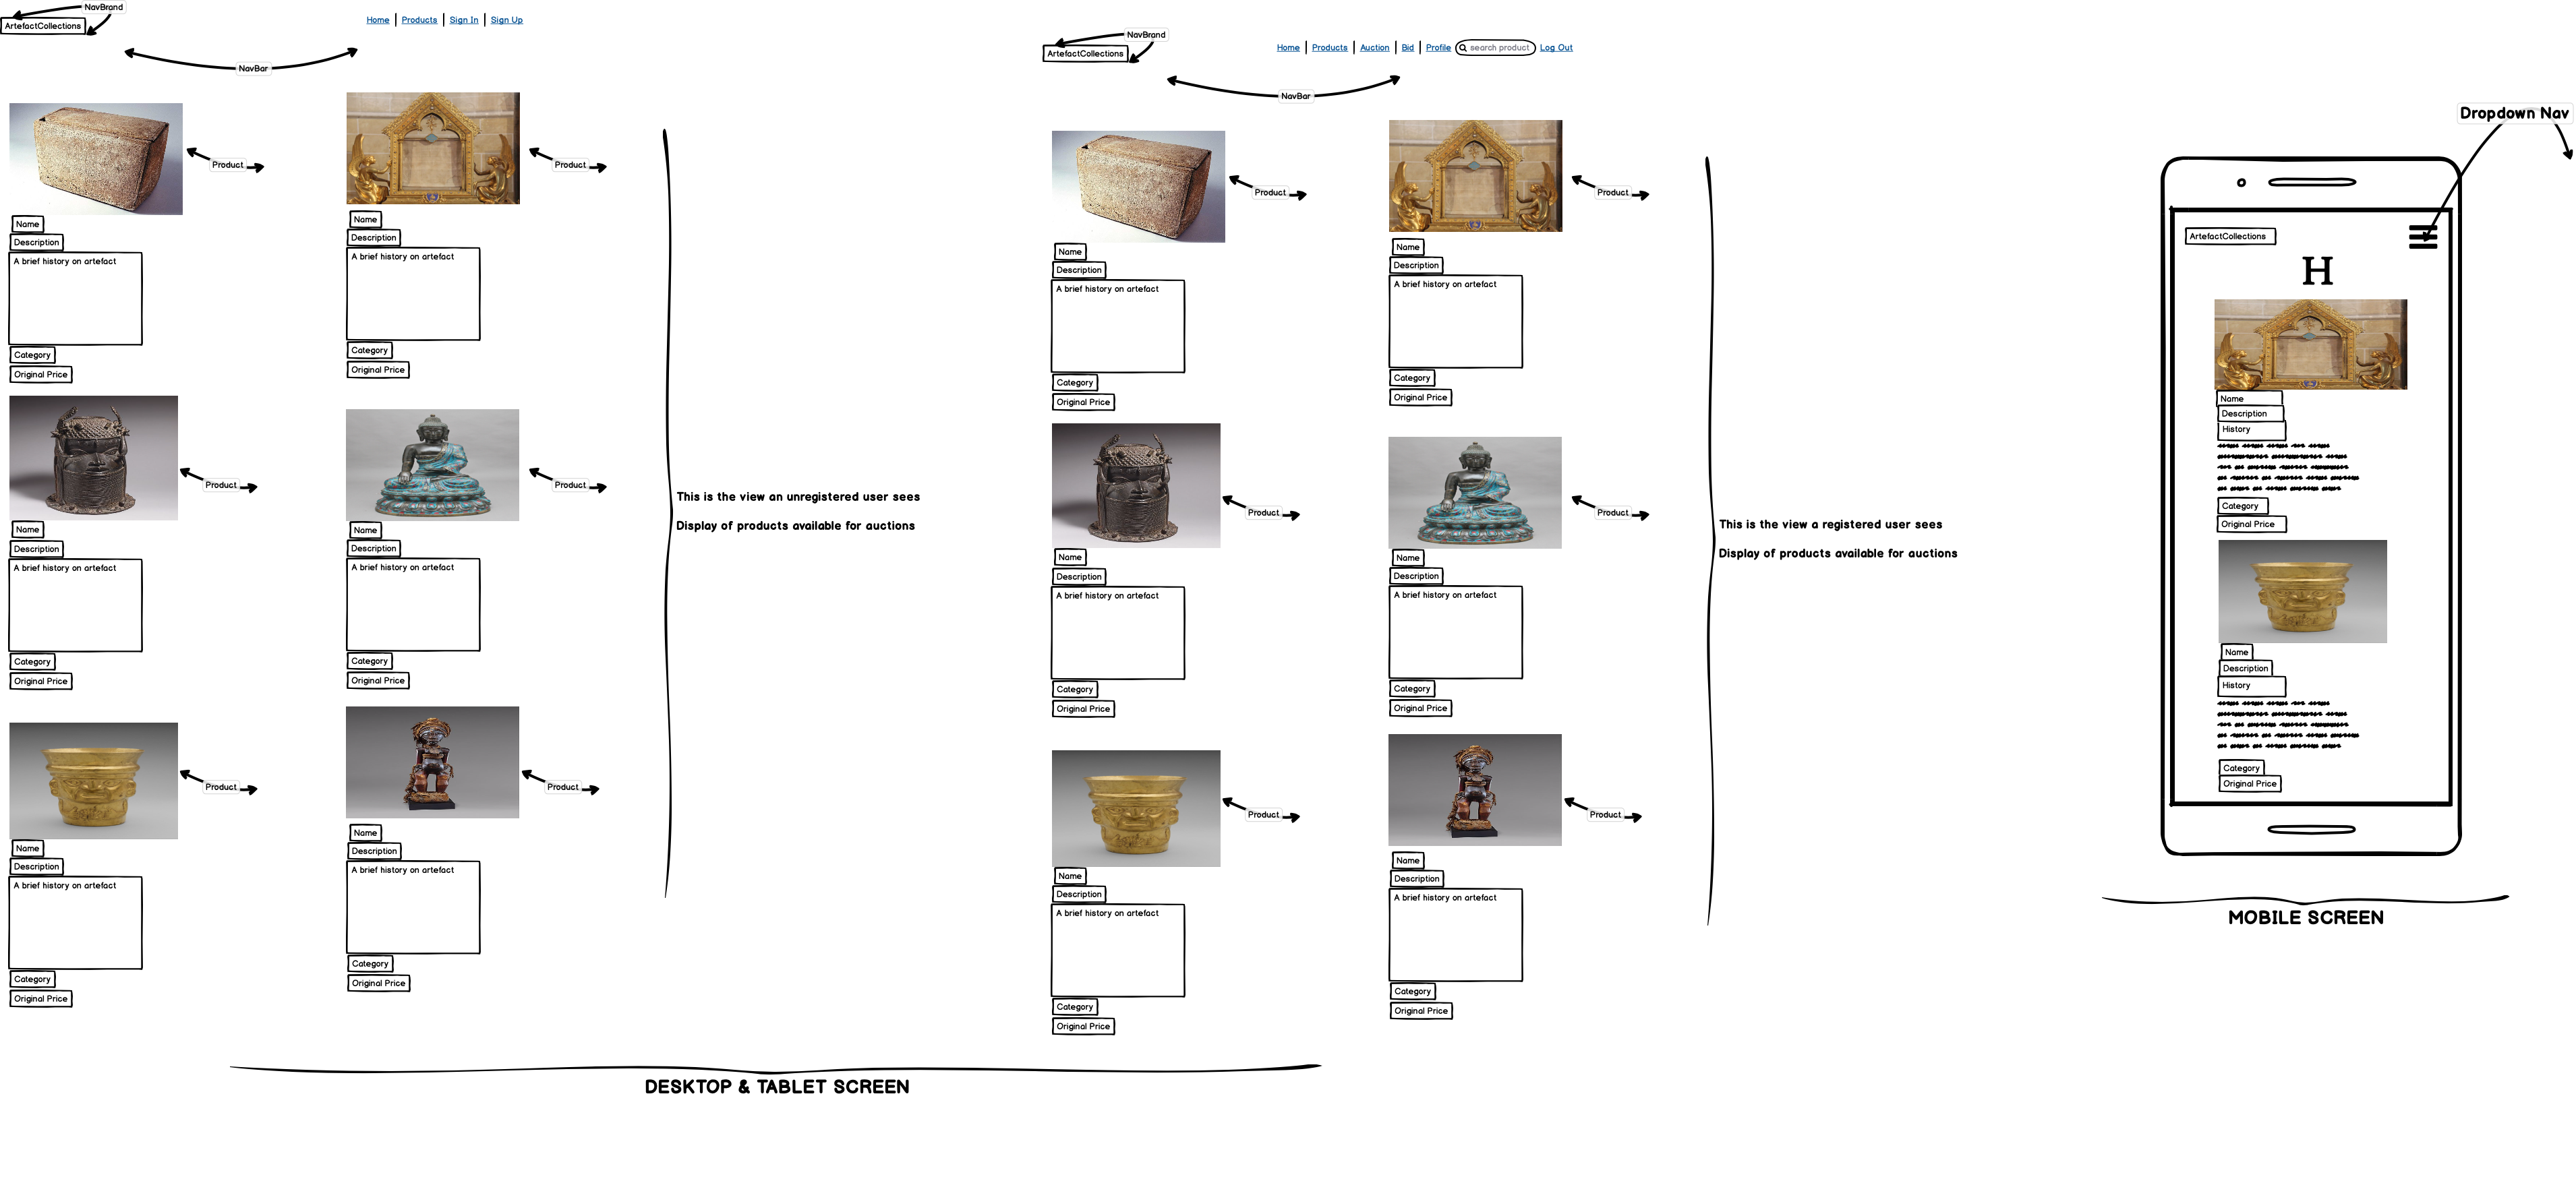 NavBrand
ArtefactCollections
Home | Products | Sign In | Sign Up
NavBar
Product
Product
Name
Description
A brief history on artefact
Category
Original Price
Name
Description
A brief history on artefact
Category
Original Price
Product
Product
Name
Description
A brief history on artefact
Category
Original Price
Name
Description
A brief history on artefact
Category
Original Price
Product
Product
Name
Description
A brief history on artefact
Category
Original Price
Name
Description
A brief history on artefact
Category
Original Price
This is the view an unregistered user sees
Display of products available for auctions
NavBrand
ArtefactCollections
Home | Products | Auction | Bid | Profile search product Log Out
NavBar
Product
Product
Name
Description
A brief history on artefact
Category
Original Price
Name
Description
A brief history on artefact
Category
Original Price
Product
Product
Name
Description
A brief history on artefact
Category
Original Price
Name
Description
A brief history on artefact
Category
Original Price
Product
Product
Name
Description
A brief history on artefact
Category
Original Price
Name
Description
A brief history on artefact
Category
Original Price
This is the view a registered user sees
Display of products available for auctions
DESKTOP & TABLET SCREEN
Dropdown Nav
ArtefactCollections
H
Name
Description
History
Category
Original Price
Name
Description
History
Category
Original Price
MOBILE SCREEN